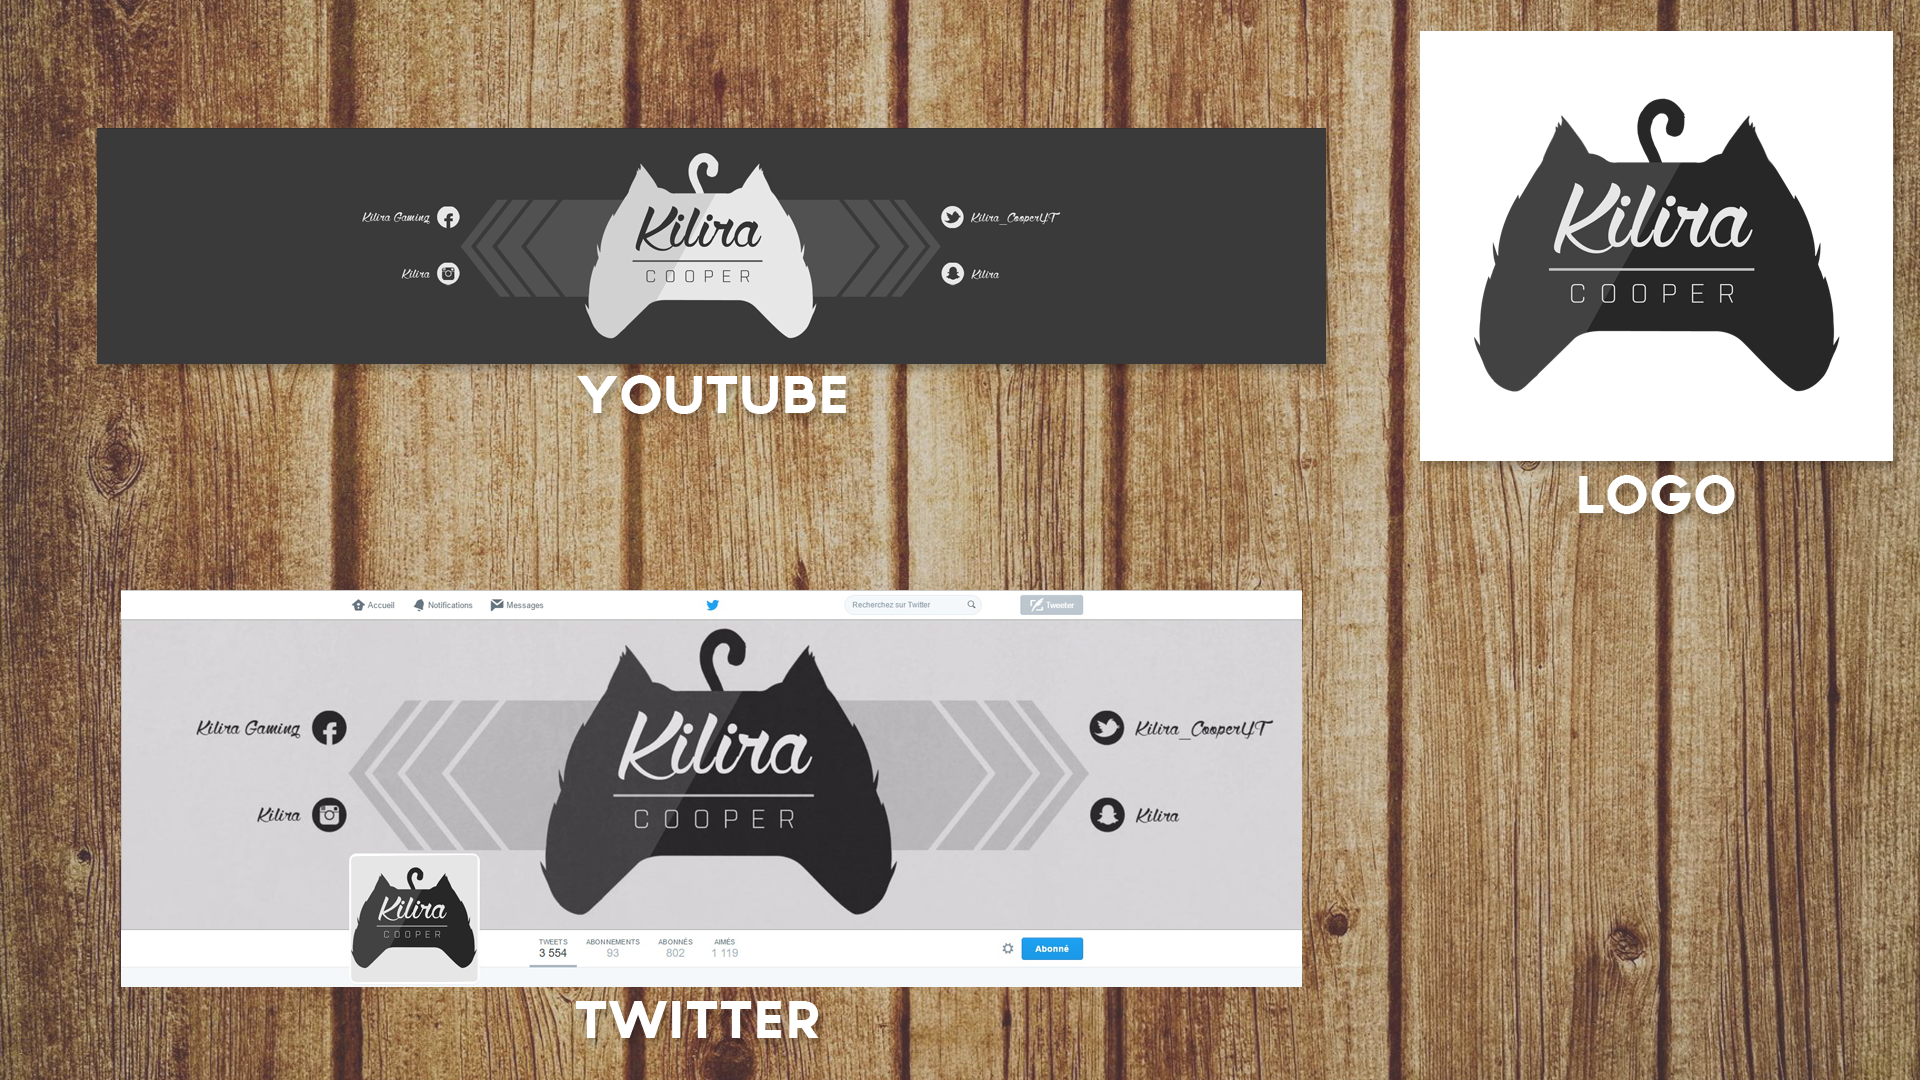 Kilira Gaming
Kilira
Kilira
COOPER
Kilira_CooperYT
Kilira
YOUTUBE
Kilira
COOPER
LOGO
Accueil
Notifications
Messages
Recherchez sur Twitter
Tweeter
Kilira Gaming
Kilira
Kilira
COOPER
Kilira_CooperYT
Kilira
Kilira
COOPER
TWEETS
3 554
ABONNEMENTS
93
ABONNÉS
802
AIMÉS
1 119
Abonné
TWITTER